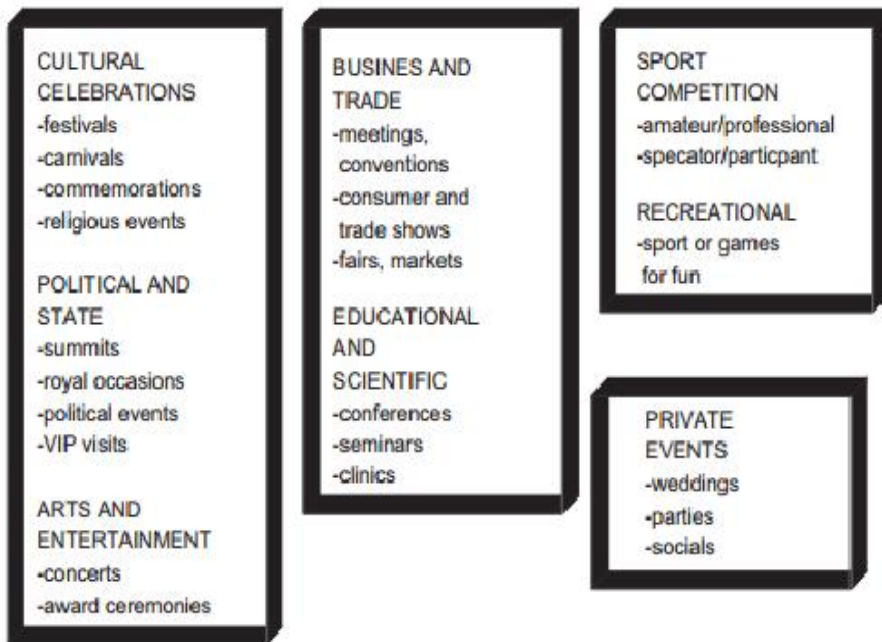 CULTURAL
CELEBRATIONS
-festivals
-carnivals
-commemorations
-religious events
POLITICAL AND
STATE
-summits
-royal occasions
-political events
-VIP visits
ARTS AND
ENTERTAINMENT
-concerts
-award ceremonies
BUSINES AND
TRADE
-meetings,
conventions
-consumer and
trade shows
-fairs, markets
EDUCATIONAL
AND
SCIENTIFIC
-conferences
-seminars
-clinics
SPORT
COMPETITION
-amateur/professional
-specator/particpant
RECREATIONAL
-sport or games
for fun
PRIVATE
EVENTS
-weddings
-parties
-socials